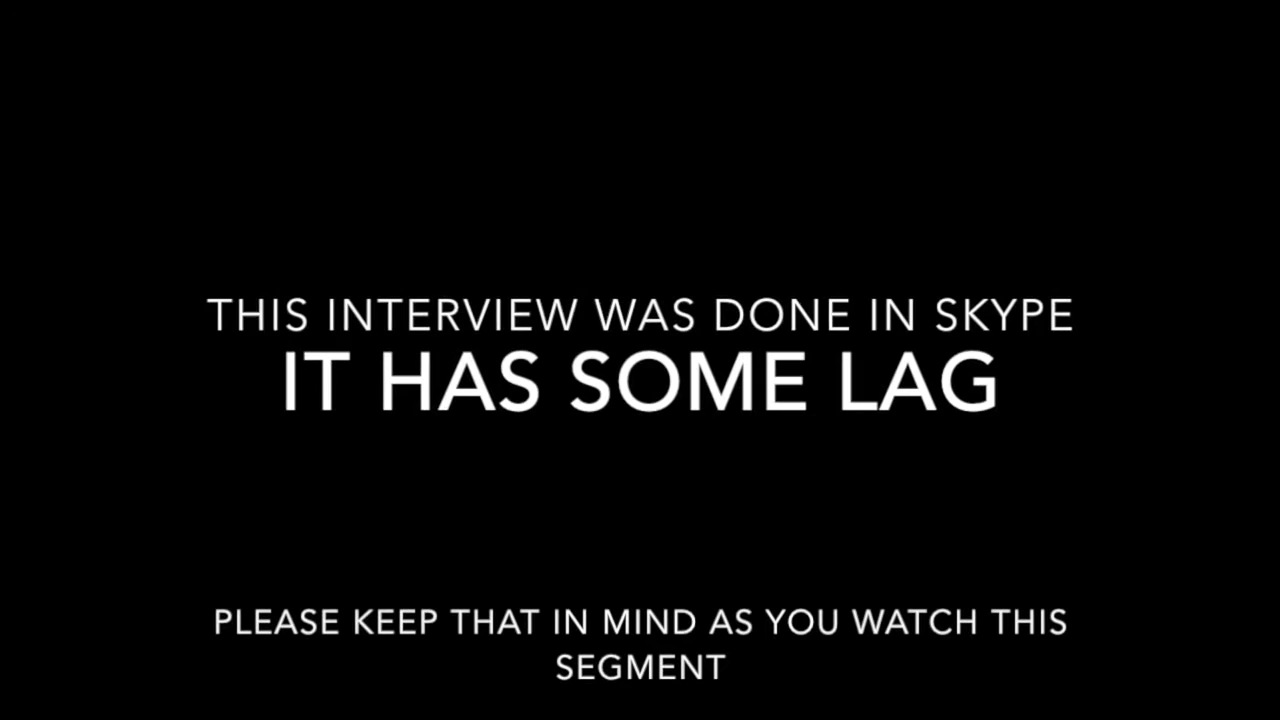 THIS INTERVIEW WAS DONE IN SKYPE
IT HAS SOME LAG
PLEASE KEEP THAT IN MIND AS YOU WATCH THIS
SEGMENT